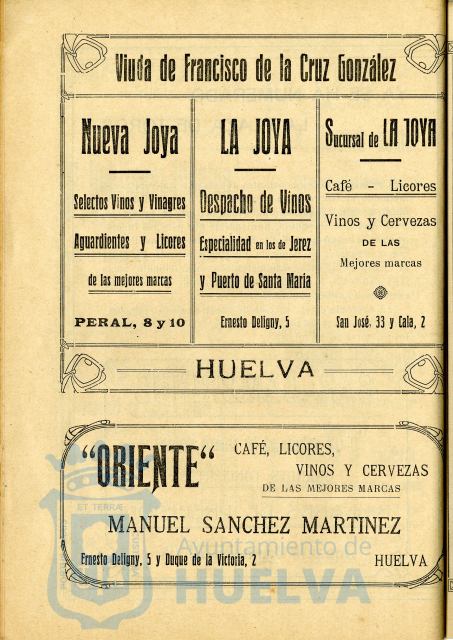 Viuda de Francisco de la Cruz González
Nueva Joya
Selectos Vinos y Vinagres
Aguardientes y Licores
de las mejores marcas
PERAL, 8 y 10
LA JOYA
Despacho de Vinos
Especialidad en los de Jerez
y Puerto de Santa Maria
Ernesto Deligny, 5
Sucursal de LA JOYA
Café - Licores
Vinos y Cervezas
DE LAS
Mejores marcas
San José, 33 y Cala, 2
HUELVA
"ORIENTE"
CAFÉ, LICORES,
VINOS Y CERVEZAS
DE LAS MEJORES MARCAS
MANUEL SANCHEZ MARTINEZ
Ernesto Deligny, 5 y Duque de la Victoria, 2
HUELVA
ET TERRÆ
Ayuntamiento de
HUELVA